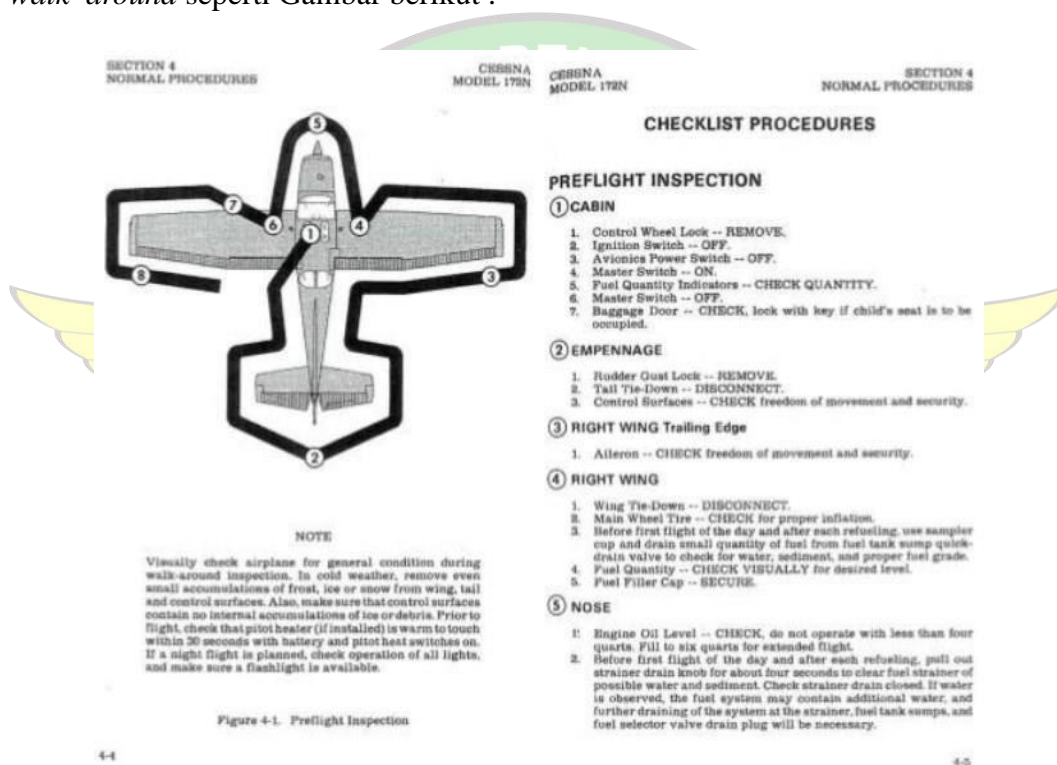 walk-around seperti Gambar berikut :
SECTION 4
NORMAL PROCEDURES
CESSNA
MODEL 172N
5
7
6
4
1
8
3
2
NOTE
Visually check airplane for general condition during
walk-around inspection. In cold weather, remove even
small accumulations of frost, ice or snow from wing, tail
and control surfaces. Also, make sure that control surfaces
contain no internal accumulations of ice or debris. Prior to
flight, check that pitot heater (if installed) is warm to touch
within 30 seconds with battery and pitot heat switches on.
If a night flight is planned, check operation of all lights,
and make sure a flashlight is available.
Figure 4-1. Preflight Inspection
4-4
CESSNA
MODEL 172N
SECTION 4
NORMAL PROCEDURES
CHECKLIST PROCEDURES
PREFLIGHT INSPECTION
1 CABIN
1. Control Wheel Lock -- REMOVE.
2. Ignition Switch -- OFF.
3. Avionics Power Switch -- OFF.
4. Master Switch -- ON.
5. Fuel Quantity Indicators -- CHECK QUANTITY.
6. Master Switch -- OFF.
7. Baggage Door -- CHECK, lock with key if child's seat is to be
occupied.
2 EMPENNAGE
1. Rudder Gust Lock -- REMOVE.
2. Tail Tie-Down -- DISCONNECT.
3. Control Surfaces -- CHECK freedom of movement and security.
3 RIGHT WING Trailing Edge
1. Aileron -- CHECK freedom of movement and security.
4 RIGHT WING
1. Wing Tie-Down -- DISCONNECT.
2. Main Wheel Tire -- CHECK for proper inflation.
3. Before first flight of the day and after each refueling, use sampler
cup and drain small quantity of fuel from fuel tank sump quick-
drain valve to check for water, sediment, and proper fuel grade.
4. Fuel Quantity -- CHECK VISUALLY for desired level.
5. Fuel Filler Cap -- SECURE.
5 NOSE
1. Engine Oil Level -- CHECK, do not operate with less than four
quarts. Fill to six quarts for extended flight.
2. Before first flight of the day and after each refueling, pull out
strainer drain knob for about four seconds to clear fuel strainer of
possible water and sediment. Check strainer drain closed. If water
is observed, the fuel system may contain additional water, and
further draining of the system at the strainer, fuel tank sumps, and
fuel selector valve drain plug will be necessary.
4-5